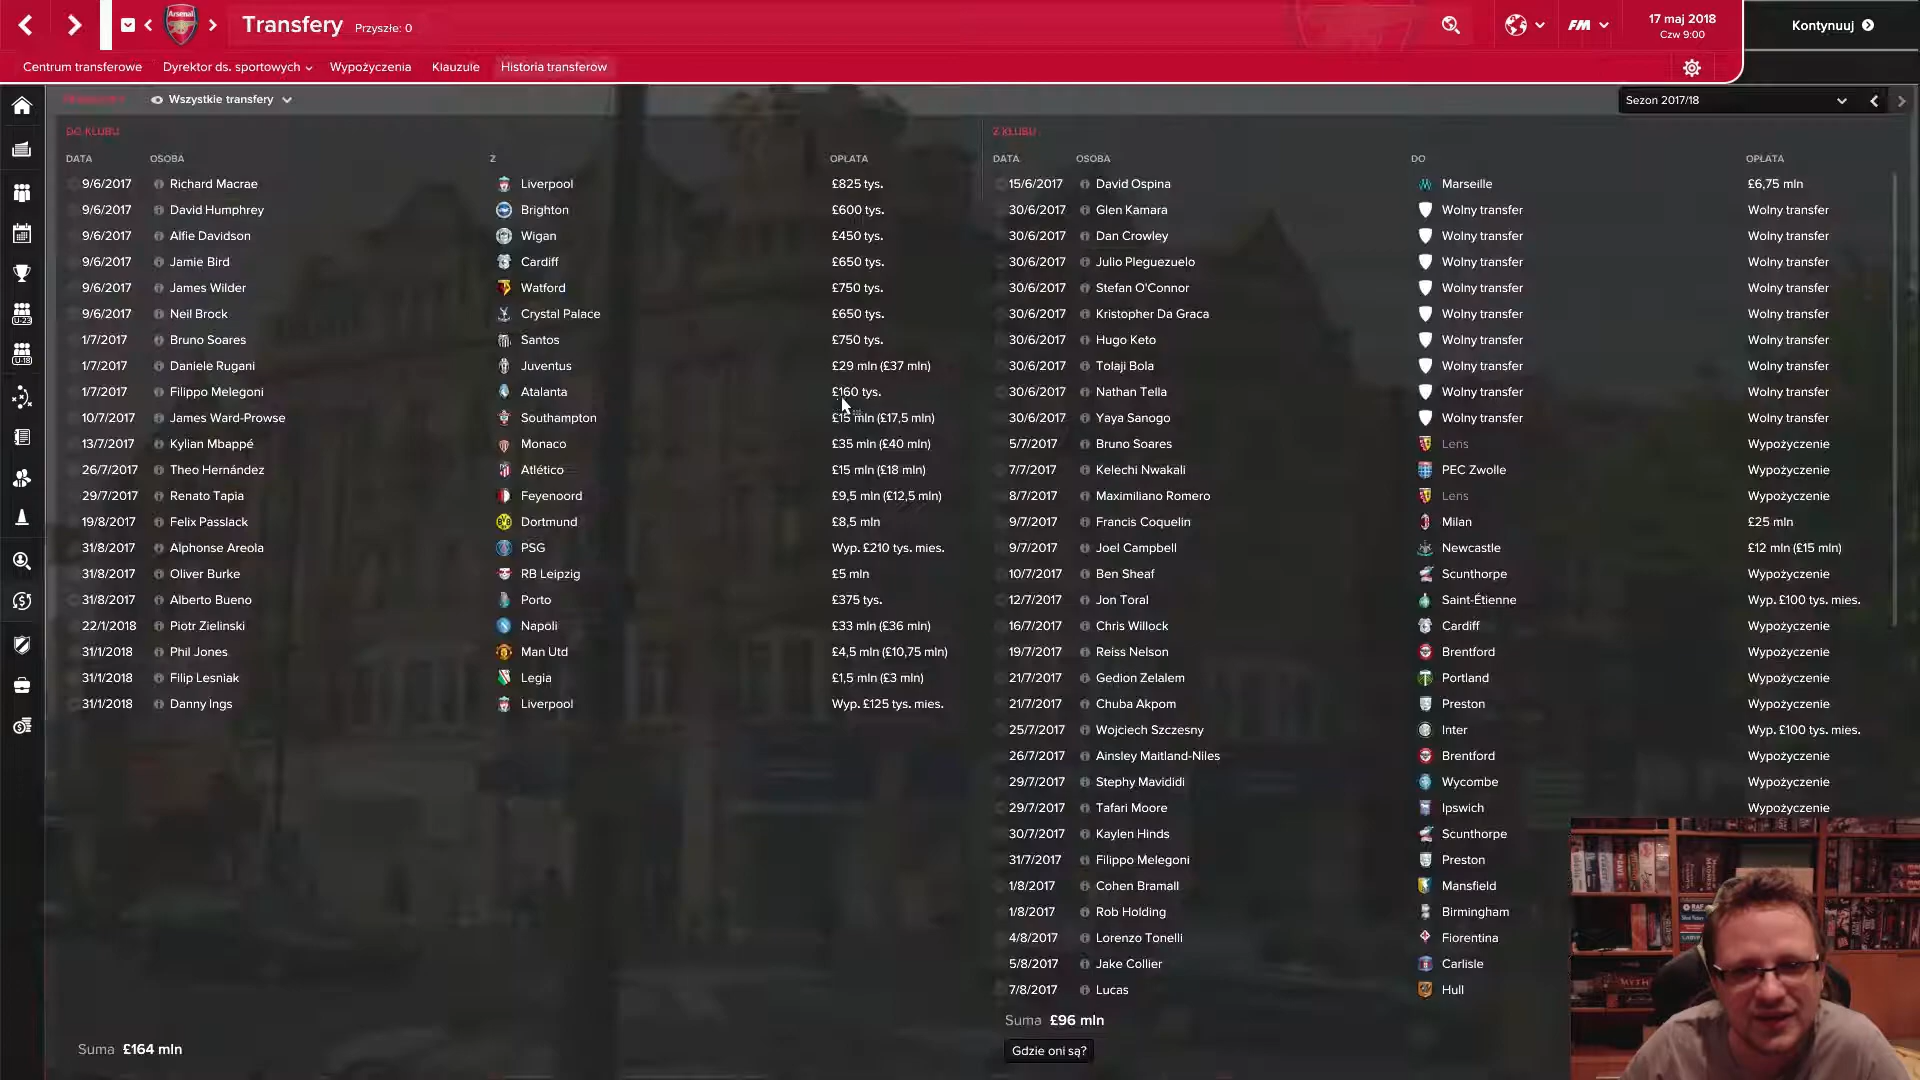 Transfery Przyszłe: 0
FM
17 maj 2018
Czw 9:00
Kontynuuj
Centrum transferowe Dyrektor ds. sportowych Wypożyczenia Klauzule Historia transferów
Wszystkie transfery
Sezon 2017/18
DO KLUBU
DATA OSOBA Z OPŁATA
9/6/2017 Richard Macrae Liverpool £825 tys.
9/6/2017 David Humphrey Brighton £600 tys.
9/6/2017 Alfie Davidson Wigan £450 tys.
9/6/2017 Jamie Bird Cardiff £650 tys.
9/6/2017 James Wilder Watford £750 tys.
9/6/2017 Neil Brock Crystal Palace £650 tys.
1/7/2017 Bruno Soares Santos £750 tys.
1/7/2017 Daniele Rugani Juventus £29 mln (£37 mln)
1/7/2017 Filippo Melegoni Atalanta £160 tys.
10/7/2017 James Ward-Prowse Southampton £15 mln (£17,5 mln)
13/7/2017 Kylian Mbappé Monaco £35 mln (£40 mln)
26/7/2017 Theo Hernández Atlético £15 mln (£18 mln)
29/7/2017 Renato Tapia Feyenoord £9,5 mln (£12,5 mln)
19/8/2017 Felix Passlack Dortmund £8,5 mln
31/8/2017 Alphonse Areola PSG Wyp. £210 tys. mies.
31/8/2017 Oliver Burke RB Leipzig £5 mln
31/8/2017 Alberto Bueno Porto £375 tys.
22/1/2018 Piotr Zielinski Napoli £33 mln (£36 mln)
31/1/2018 Phil Jones Man Utd £4,5 mln (£10,75 mln)
31/1/2018 Filip Lesniak Legia £1,5 mln (£3 mln)
31/1/2018 Danny Ings Liverpool Wyp. £125 tys. mies.
Suma £164 mln
Z KLUBU
DATA OSOBA DO OPŁATA
15/6/2017 David Ospina Marseille £6,75 mln
30/6/2017 Glen Kamara Wolny transfer Wolny transfer
30/6/2017 Dan Crowley Wolny transfer Wolny transfer
30/6/2017 Julio Pleguezuelo Wolny transfer Wolny transfer
30/6/2017 Stefan O'Connor Wolny transfer Wolny transfer
30/6/2017 Kristopher Da Graca Wolny transfer Wolny transfer
30/6/2017 Hugo Keto Wolny transfer Wolny transfer
30/6/2017 Tolaji Bola Wolny transfer Wolny transfer
30/6/2017 Nathan Tella Wolny transfer Wolny transfer
30/6/2017 Yaya Sanogo Wolny transfer Wolny transfer
5/7/2017 Bruno Soares Lens Wypożyczenie
7/7/2017 Kelechi Nwakali PEC Zwolle Wypożyczenie
8/7/2017 Maximiliano Romero Lens Wypożyczenie
9/7/2017 Francis Coquelin Milan £25 mln
9/7/2017 Joel Campbell Newcastle £12 mln (£15 mln)
10/7/2017 Ben Sheaf Scunthorpe Wypożyczenie
12/7/2017 Jon Toral Saint-Étienne Wyp. £100 tys. mies.
16/7/2017 Chris Willock Cardiff Wypożyczenie
19/7/2017 Reiss Nelson Brentford Wypożyczenie
21/7/2017 Gedion Zelalem Portland Wypożyczenie
21/7/2017 Chuba Akpom Preston Wypożyczenie
25/7/2017 Wojciech Szczesny Inter Wyp. £100 tys. mies.
26/7/2017 Ainsley Maitland-Niles Brentford Wypożyczenie
29/7/2017 Stephy Mavididi Wycombe Wypożyczenie
29/7/2017 Tafari Moore Ipswich Wypożyczenie
30/7/2017 Kaylen Hinds Scunthorpe
31/7/2017 Filippo Melegoni Preston
1/8/2017 Cohen Bramall Mansfield
1/8/2017 Rob Holding Birmingham
4/8/2017 Lorenzo Tonelli Fiorentina
5/8/2017 Jake Collier Carlisle
7/8/2017 Lucas Hull
Suma £96 mln
Gdzie oni są?
Arsenal
U-23
U-18